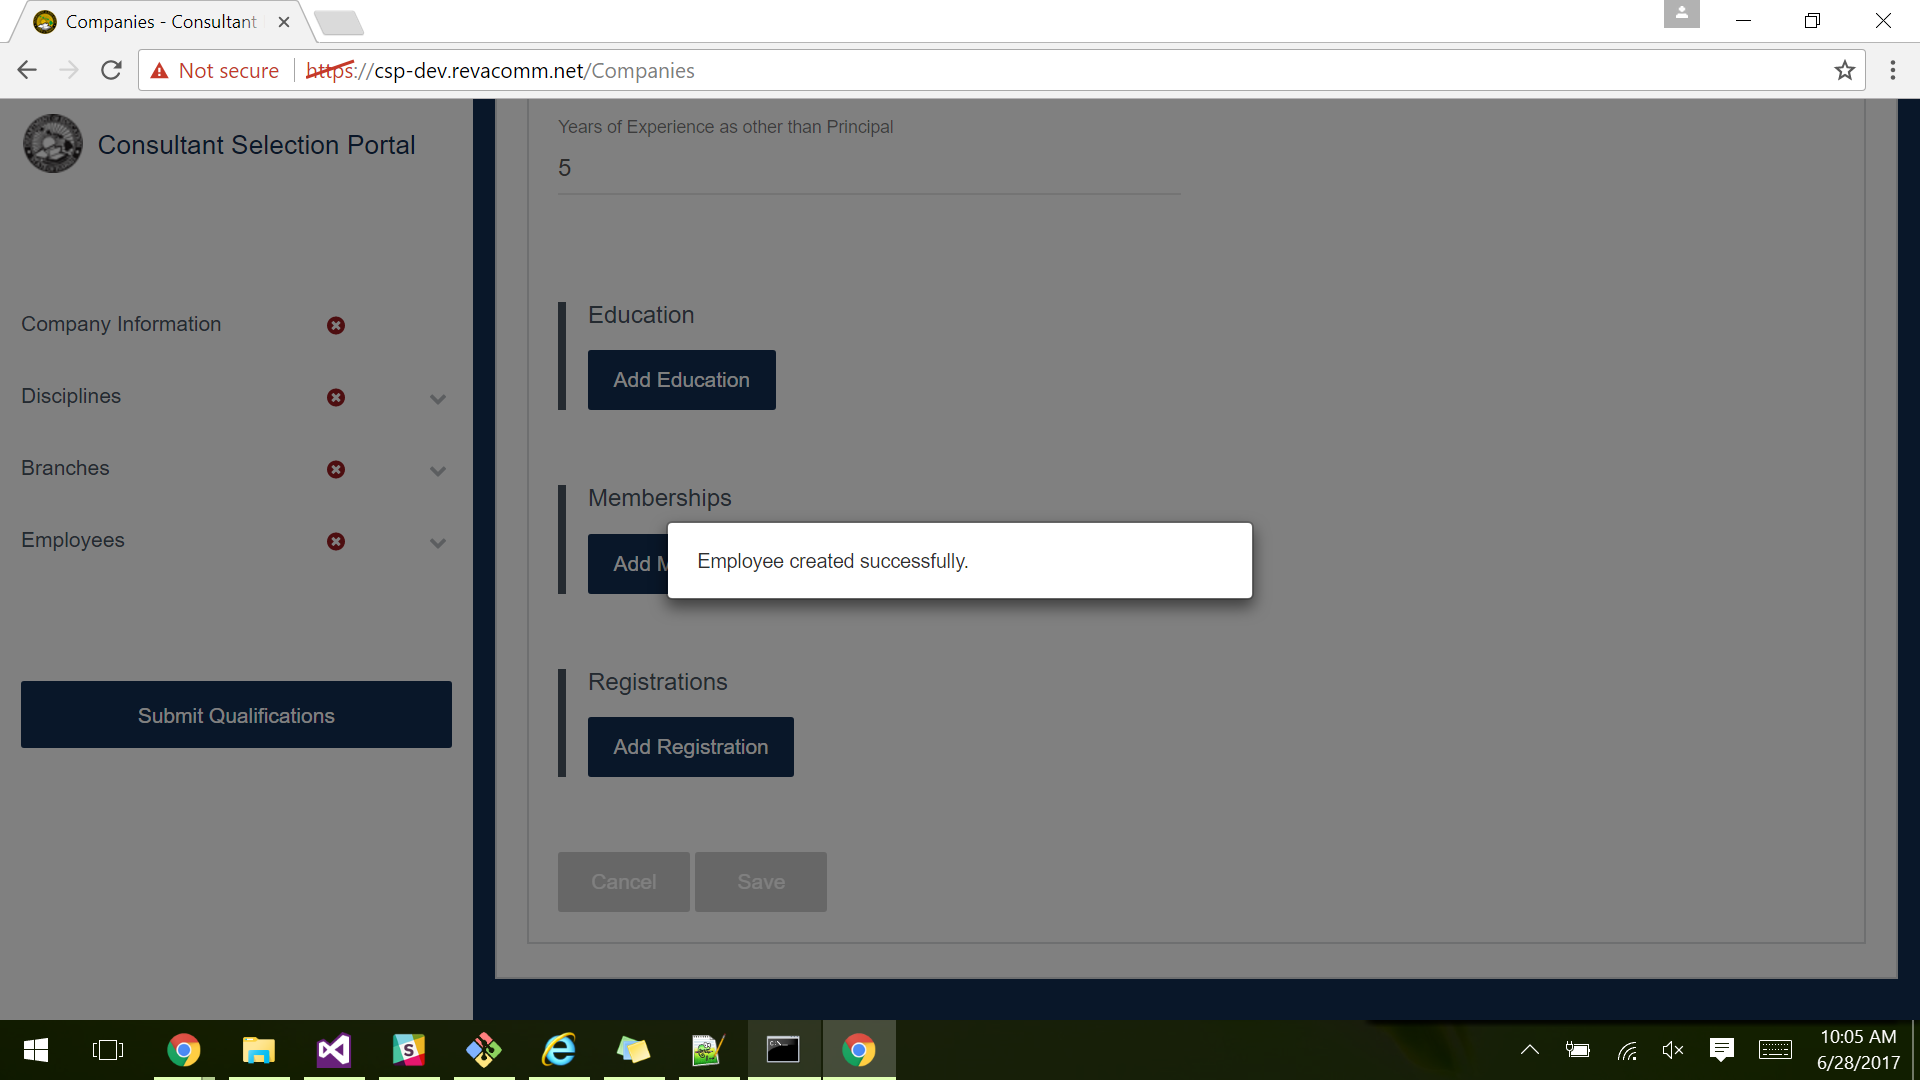 Companies - Consultant
Not secure
https://csp-dev.revacomm.net/Companies
Consultant Selection Portal
Company Information
Disciplines
Branches
Employees
Submit Qualifications
Years of Experience as other than Principal
5
Education
Add Education
Memberships
Add M
Employee created successfully.
Registrations
Add Registration
Cancel
Save
10:05 AM
6/28/2017